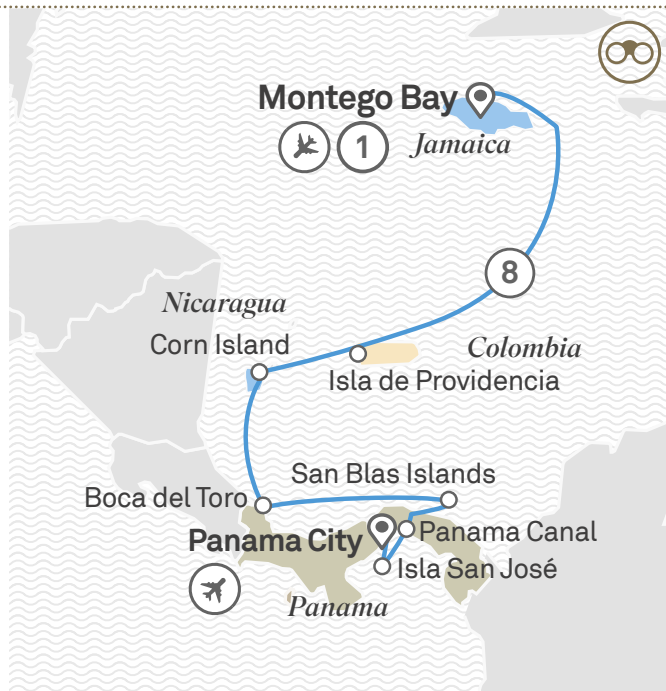 Montego Bay
1
Jamaica
8
Nicaragua
Corn Island
Colombia
Isla de Providencia
San Blas Islands
Boca del Toro
Panama City
Panama Canal
Isla San José
Panama